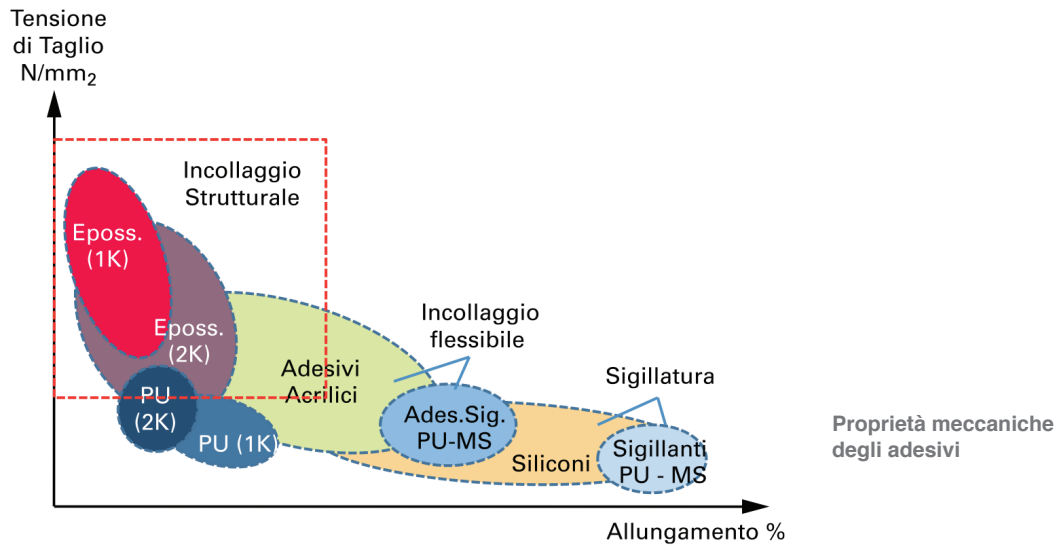 Tensione
di Taglio
N/mm₂
Incollaggio
Strutturale
Eposs.
(1K)
Eposs.
(2K)
Incollaggio
flessibile
Adesivi
Acrilici
Sigillatura
PU
(2K)
PU (1K)
Ades.Sig.
PU-MS
Siliconi
Sigillanti
PU - MS
Proprietà meccaniche
degli adesivi
Allungamento %